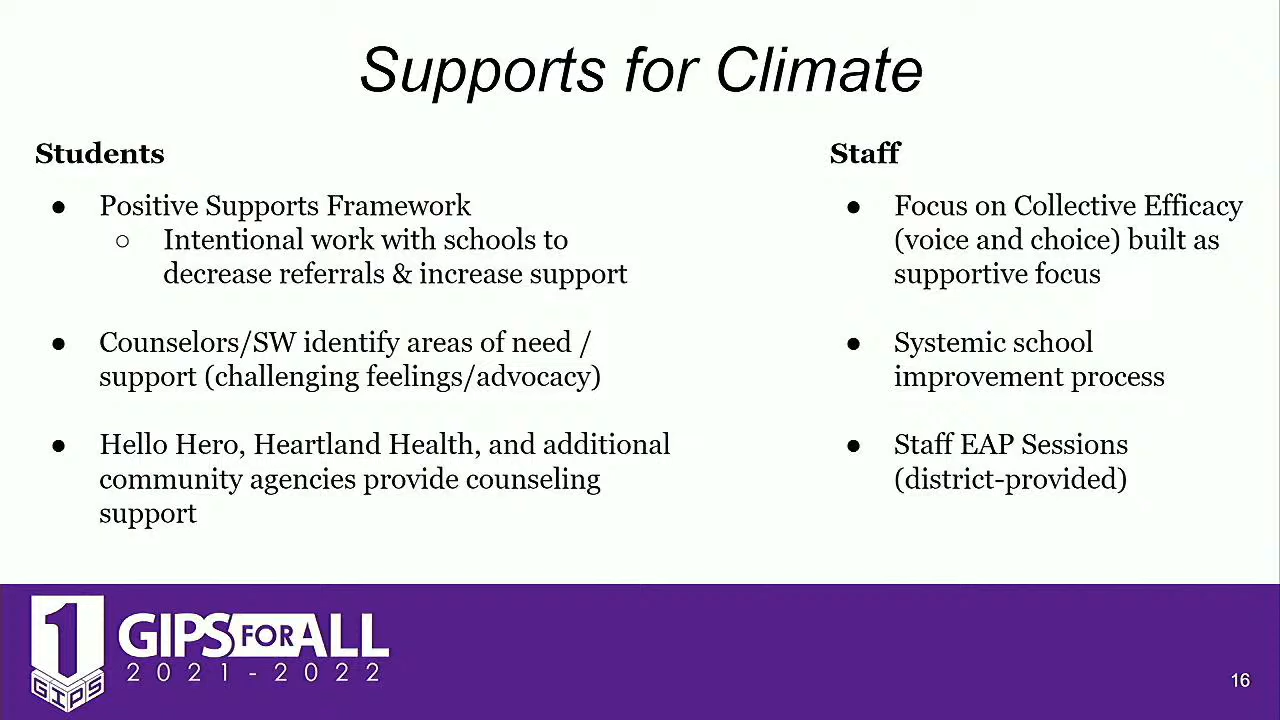 Supports for Climate
Students
● Positive Supports Framework
○ Intentional work with schools to
decrease referrals & increase support
● Counselors/SW identify areas of need /
support (challenging feelings/advocacy)
● Hello Hero, Heartland Health, and additional
community agencies provide counseling
support
Staff
● Focus on Collective Efficacy
(voice and choice) built as
supportive focus
● Systemic school
improvement process
● Staff EAP Sessions
(district-provided)
1
GIPS
GIPS FOR ALL
2021-2022
16